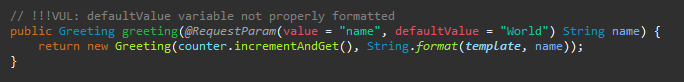 // !!!VUL: defaultValue variable not properly formatted
public Greeting greeting(@RequestParam(value = "name", defaultValue = "World") String name) {
    return new Greeting(counter.incrementAndGet(), String.format(template, name));
}